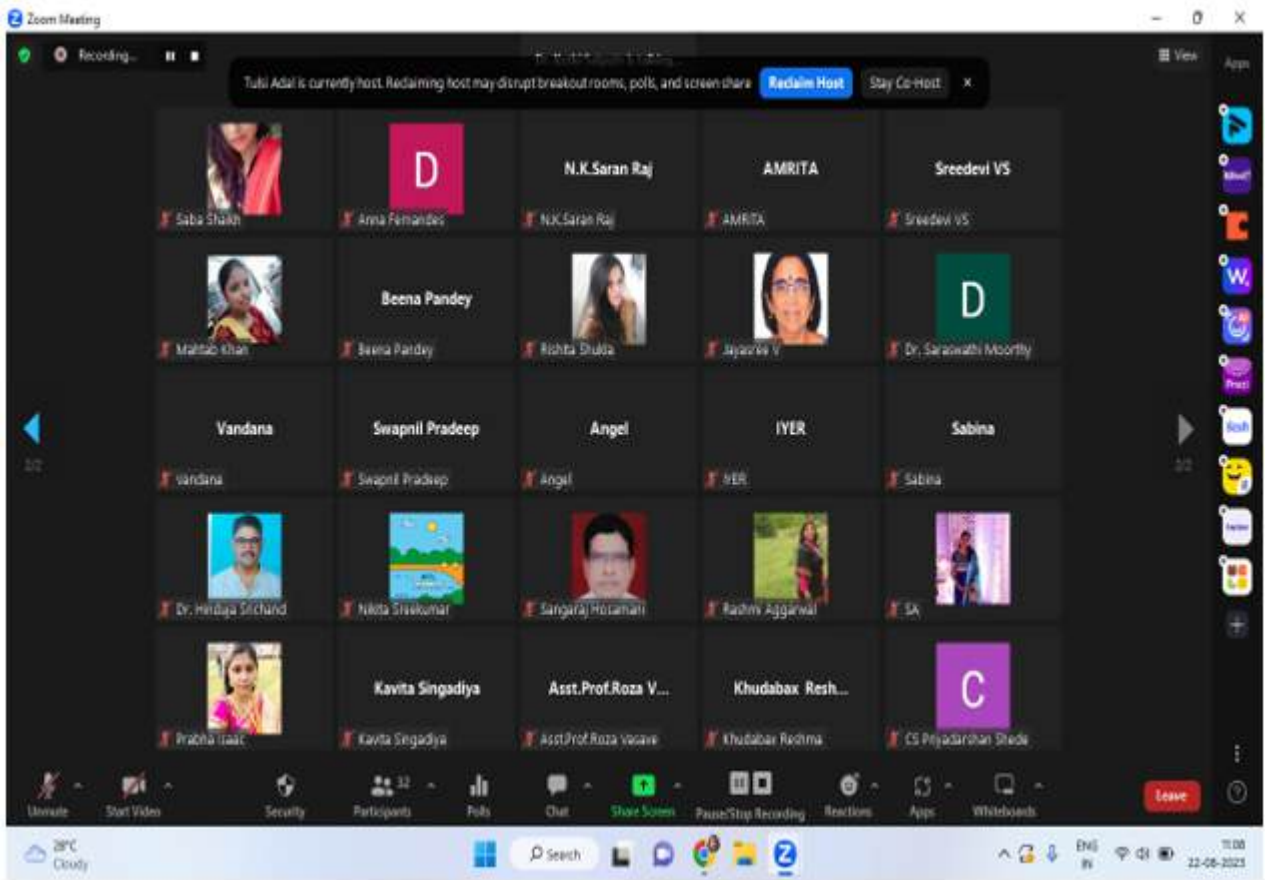 Zoom Meeting
Recording...
View
Apps
Tulsi Adal is currently host. Reclaiming host may disrupt breakout rooms, polls, and screen share
Reclaim Host
Stay Co-Host
D
N.K.Saran Raj
AMRITA
Sreedevi VS
Saba Shaikh
Anna Fernandes
N.K.Saran Raj
AMRITA
Sreedevi VS
Beena Pandey
D
Mahtab Khan
Beena Pandey
Rishita Shukla
Jayasree V
Dr. Saraswathi Moorthy
Vandana
Swapnil Pradeep
Angel
IYER
Sabina
2/2
2/2
vandana
Swapnil Pradeep
Angel
IYER
Sabina
Dr. Hinduja Srichand
Nikita Sreekumar
Sangaraj Hosamani
Rashmi Aggarwal
SA
Kavita Singadiya
Asst.Prof.Roza V...
Khudabax Resh...
C
Prabha Isaac
Kavita Singadiya
Asst.Prof.Roza Vasave
Khudabax Reshma
CS Priyadarshan Shede
32
Unmute
Start Video
Security
Participants
Polls
Chat
Share Screen
Pause/Stop Recording
Reactions
Apps
Whiteboards
Leave
28°C
Cloudy
Search
ENG
IN
11:08
22-08-2023